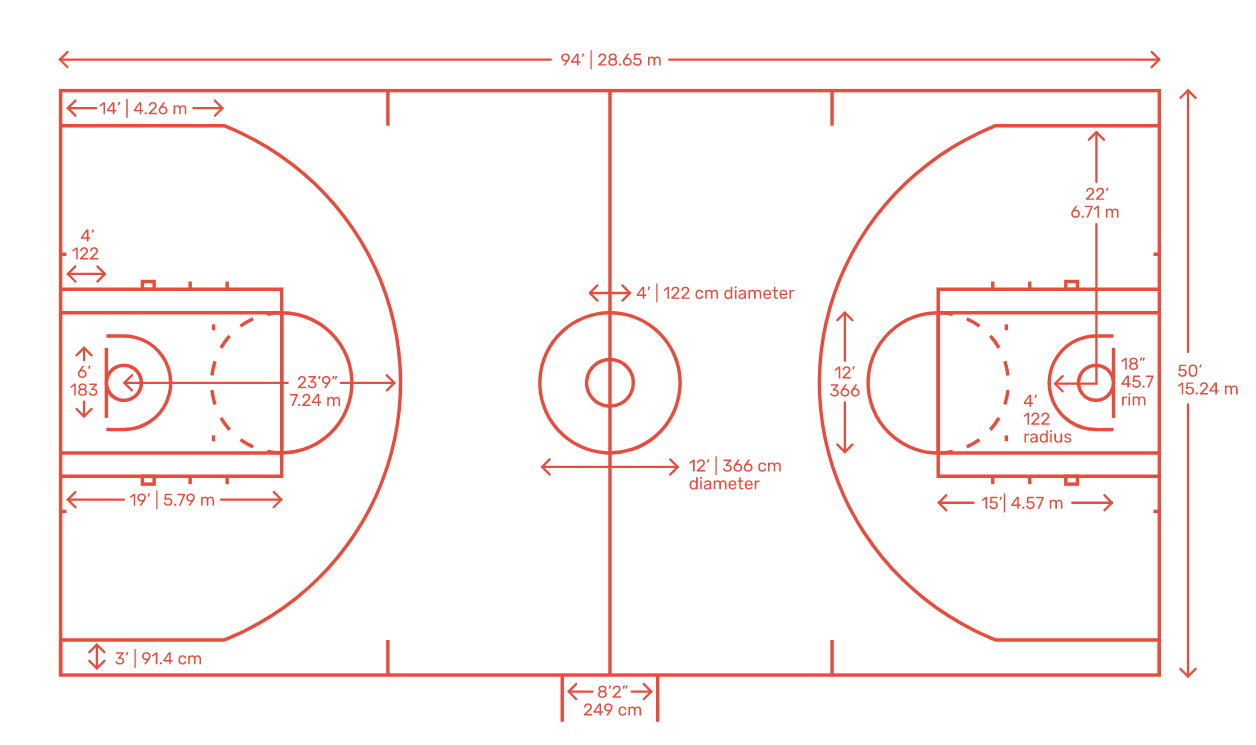 94′ | 28.65 m
14′ | 4.26 m
22′
6.71 m
4′
122
4′ | 122 cm diameter
6′
183
23′9″
7.24 m
12′
366
18″
45.7
rim
50′
15.24 m
4′
122
radius
12′ | 366 cm
diameter
19′ | 5.79 m
15′| 4.57 m
3′ | 91.4 cm
8′2″
249 cm